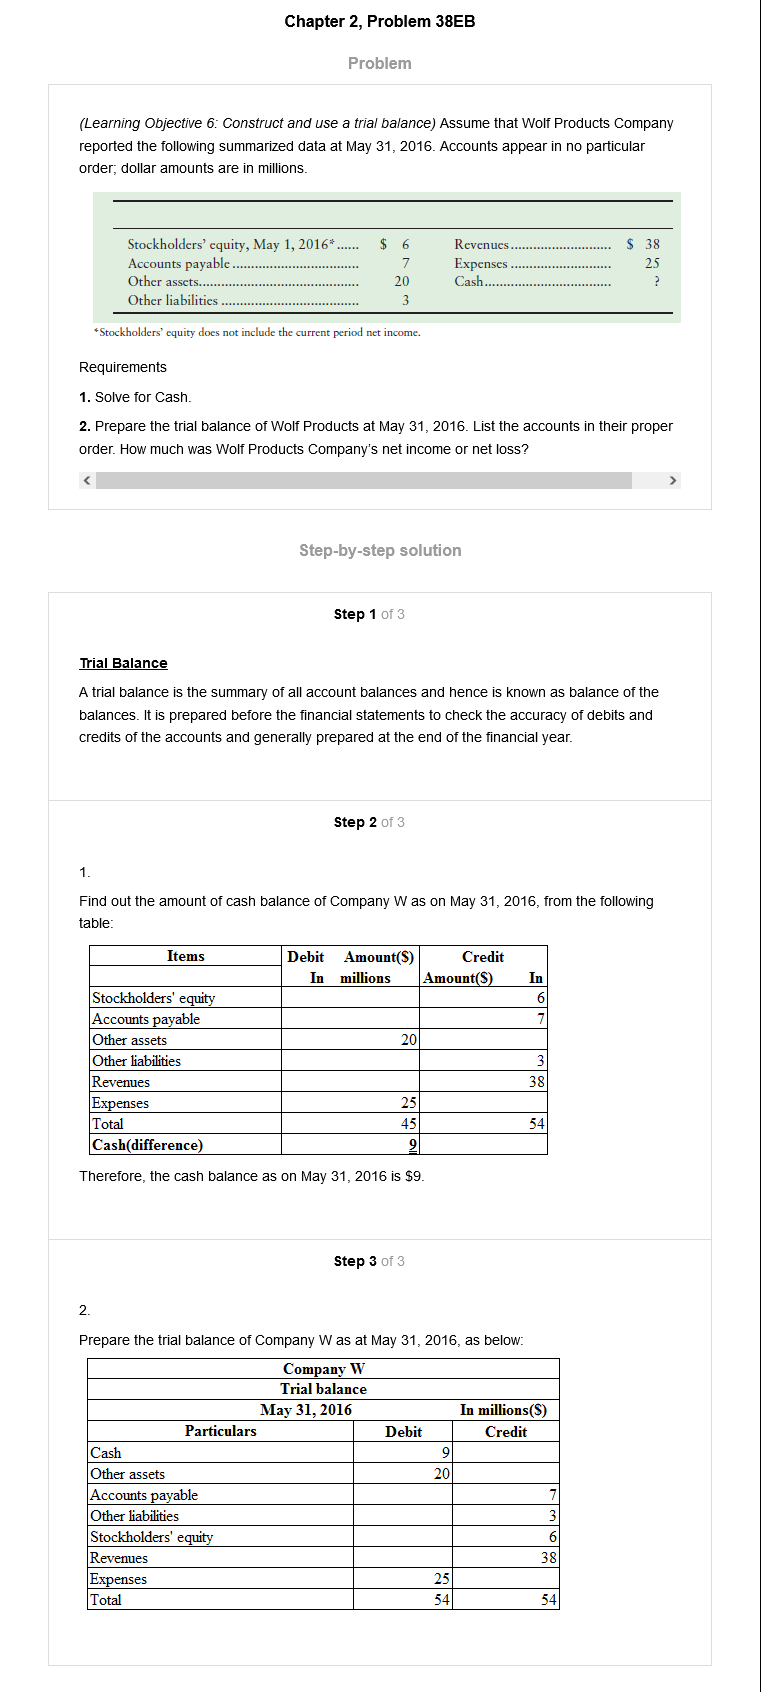 Chapter 2, Problem 38EB
Problem
(Learning Objective 6: Construct and use a trial balance) Assume that Wolf Products Company
reported the following summarized data at May 31, 2016. Accounts appear in no particular
order; dollar amounts are in millions.
Stockholders’ equity, May 1, 2016* ...... $ 6 Revenues ........................... $ 38
Accounts payable .................................. 7 Expenses ........................... 25
Other assets........................................... 20 Cash.................................. ?
Other liabilities ..................................... 3
*Stockholders’ equity does not include the current period net income.
Requirements
1. Solve for Cash.
2. Prepare the trial balance of Wolf Products at May 31, 2016. List the accounts in their proper
order. How much was Wolf Products Company’s net income or net loss?
Step-by-step solution
Step 1 of 3
Trial Balance
A trial balance is the summary of all account balances and hence is known as balance of the
balances. It is prepared before the financial statements to check the accuracy of debits and
credits of the accounts and generally prepared at the end of the financial year.
Step 2 of 3
1.
Find out the amount of cash balance of Company W as on May 31, 2016, from the following
table:
Items Debit Amount($) Credit
In millions Amount($) In
Stockholders' equity 6
Accounts payable 7
Other assets 20
Other liabilities 3
Revenues 38
Expenses 25
Total 45 54
Cash(difference) 9
Therefore, the cash balance as on May 31, 2016 is $9.
Step 3 of 3
2.
Prepare the trial balance of Company W as at May 31, 2016, as below:
Company W
Trial balance
May 31, 2016 In millions($)
Particulars Debit Credit
Cash 9
Other assets 20
Accounts payable 7
Other liabilities 3
Stockholders' equity 6
Revenues 38
Expenses 25
Total 54 54